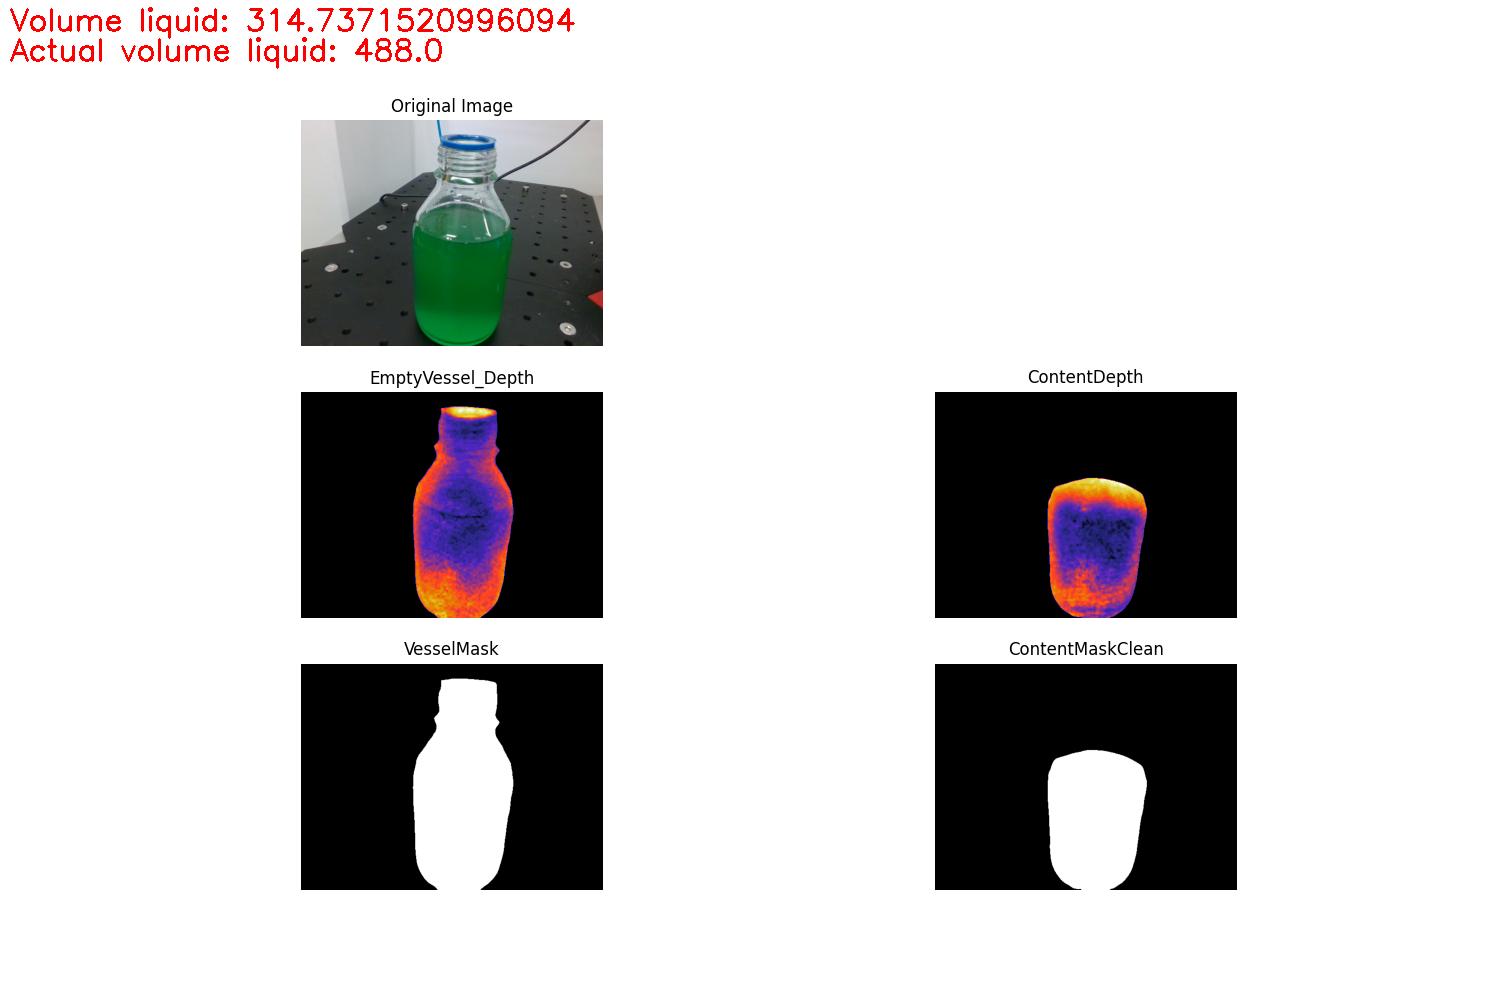 Volume liquid: 314.7371520996094
Actual volume liquid: 488.0
Original Image
EmptyVessel_Depth
ContentDepth
VesselMask
ContentMaskClean